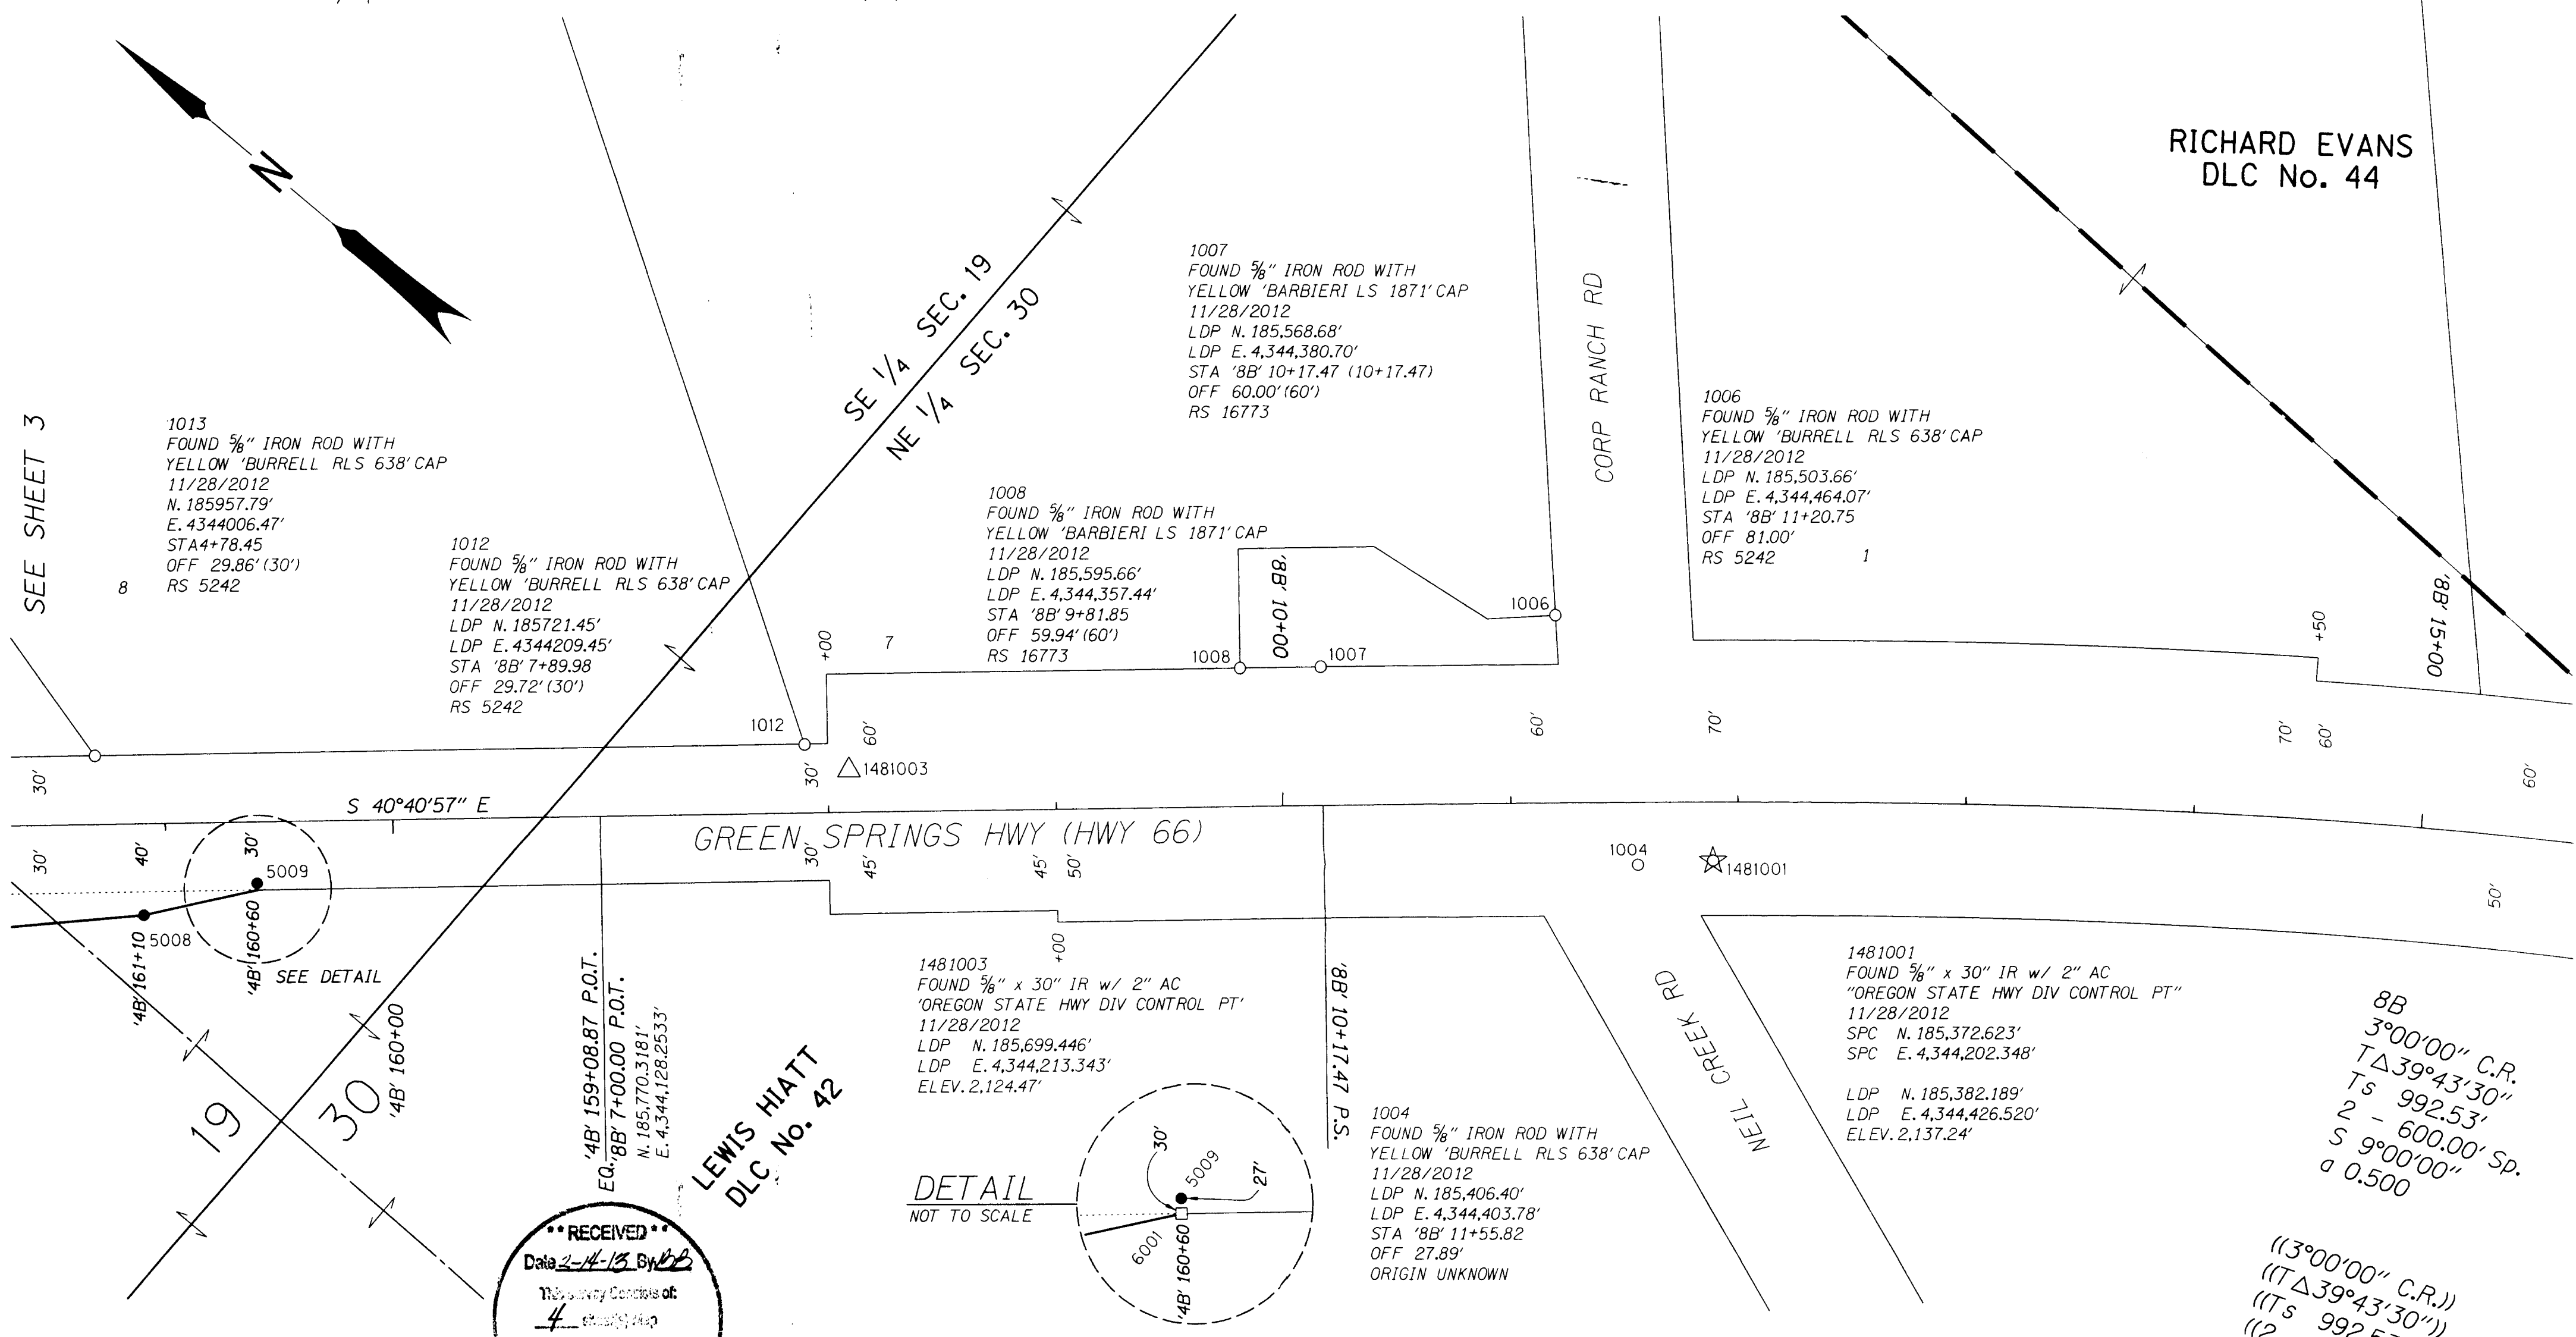 N
RICHARD EVANS
DLC No. 44
SEE SHEET 3
1013
FOUND 5/8" IRON ROD WITH
YELLOW 'BURRELL RLS 638' CAP
11/28/2012
N. 185957.79'
E. 4344006.47'
STA4+78.45
OFF 29.86' (30')
RS 5242
8
1012
FOUND 5/8" IRON ROD WITH
YELLOW 'BURRELL RLS 638' CAP
11/28/2012
LDP N. 185721.45'
LDP E. 4344209.45'
STA '8B' 7+89.98
OFF 29.72' (30')
RS 5242
SE 1/4 SEC. 19
NE 1/4 SEC. 30
1007
FOUND 5/8" IRON ROD WITH
YELLOW 'BARBIERI LS 1871' CAP
11/28/2012
LDP N. 185,568.68'
LDP E. 4,344,380.70'
STA '8B' 10+17.47 (10+17.47)
OFF 60.00' (60')
RS 16773
1008
FOUND 5/8" IRON ROD WITH
YELLOW 'BARBIERI LS 1871' CAP
11/28/2012
LDP N. 185,595.66'
LDP E. 4,344,357.44'
STA '8B' 9+81.85
OFF 59.94' (60')
RS 16773
CORP RANCH RD
1006
FOUND 5/8" IRON ROD WITH
YELLOW 'BURRELL RLS 638' CAP
11/28/2012
LDP N. 185,503.66'
LDP E. 4,344,464.07'
STA '8B' 11+20.75
OFF 81.00'
RS 5242
1
+00
7
'8B' 10+00
1006
1008
1007
+50
'8B' 15+00
1012
60'
30'
1481003
30'
60'
70'
70'
60'
60'
S 40°40'57" E
GREEN SPRINGS HWY (HWY 66)
30'
40'
30'
5009
5008
'4B' 161+10
'4B' 160+60
SEE DETAIL
30'
45'
45'
50'
+00
1004
1481001
50'
19
30
'4B' 160+00
EQ.
'4B' 159+08.87 P.O.T.
'8B' 7+00.00 P.O.T.
N. 185,770.3181'
E. 4,344,128.2533'
LEWIS HIATT
DLC No. 42
1481003
FOUND 5/8" x 30" IR w/ 2" AC
'OREGON STATE HWY DIV CONTROL PT'
11/28/2012
LDP N. 185,699.446'
LDP E. 4,344,213.343'
ELEV. 2,124.47'
'8B' 10+17.47 P.S.
NEIL CREEK RD
1481001
FOUND 5/8" x 30" IR w/ 2" AC
"OREGON STATE HWY DIV CONTROL PT"
11/28/2012
SPC N. 185,372.623'
SPC E. 4,344,202.348'
LDP N. 185,382.189'
LDP E. 4,344,426.520'
ELEV. 2,137.24'
1004
FOUND 5/8" IRON ROD WITH
YELLOW 'BURRELL RLS 638' CAP
11/28/2012
LDP N. 185,406.40'
LDP E. 4,344,403.78'
STA '8B' 11+55.82
OFF 27.89'
ORIGIN UNKNOWN
DETAIL
NOT TO SCALE
30'
5009
27'
6001
'4B' 160+60
8B
3°00'00" C.R.
T△39°43'30"
Ts 992.53'
2 - 600.00' Sp.
S 9°00'00"
a 0.500
((3°00'00" C.R.))
((T△39°43'30"))
((Ts
((2
** RECEIVED **
Date 2-14-13 By BB
This survey Consists of:
4 sheet(s) Map